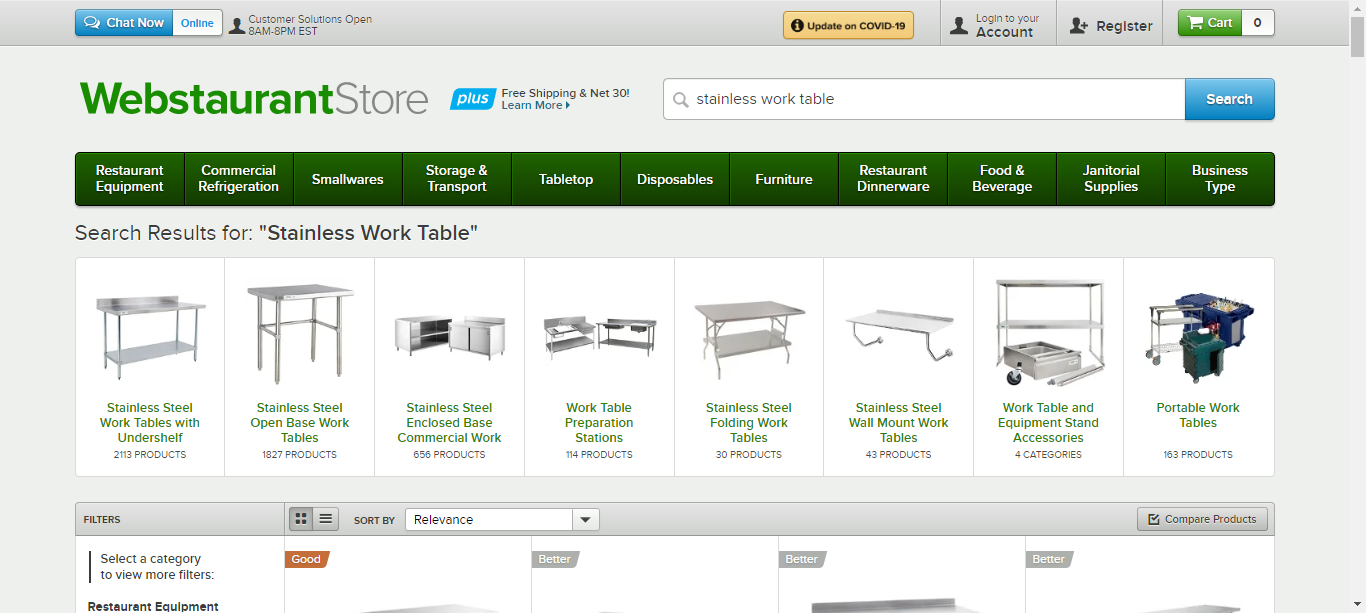 Chat Now
Online
Customer Solutions Open
8AM-8PM EST
Update on COVID-19
Login to your
Account
Register
Cart
0
WebstaurantStore
plus
Free Shipping & Net 30!
Learn More
stainless work table
Search
Restaurant
Equipment
Commercial
Refrigeration
Smallwares
Storage &
Transport
Tabletop
Disposables
Furniture
Restaurant
Dinnerware
Food &
Beverage
Janitorial
Supplies
Business
Type
Search Results for: "Stainless Work Table"
Stainless Steel
Work Tables with
Undershelf
2113 PRODUCTS
Stainless Steel
Open Base Work
Tables
1827 PRODUCTS
Stainless Steel
Enclosed Base
Commercial Work
656 PRODUCTS
Work Table
Preparation
Stations
114 PRODUCTS
Stainless Steel
Folding Work
Tables
30 PRODUCTS
Stainless Steel
Wall Mount Work
Tables
43 PRODUCTS
Work Table and
Equipment Stand
Accessories
4 CATEGORIES
Portable Work
Tables
163 PRODUCTS
FILTERS
SORT BY
Relevance
Compare Products
Select a category
to view more filters:
Restaurant Equipment
Good
Better
Better
Better